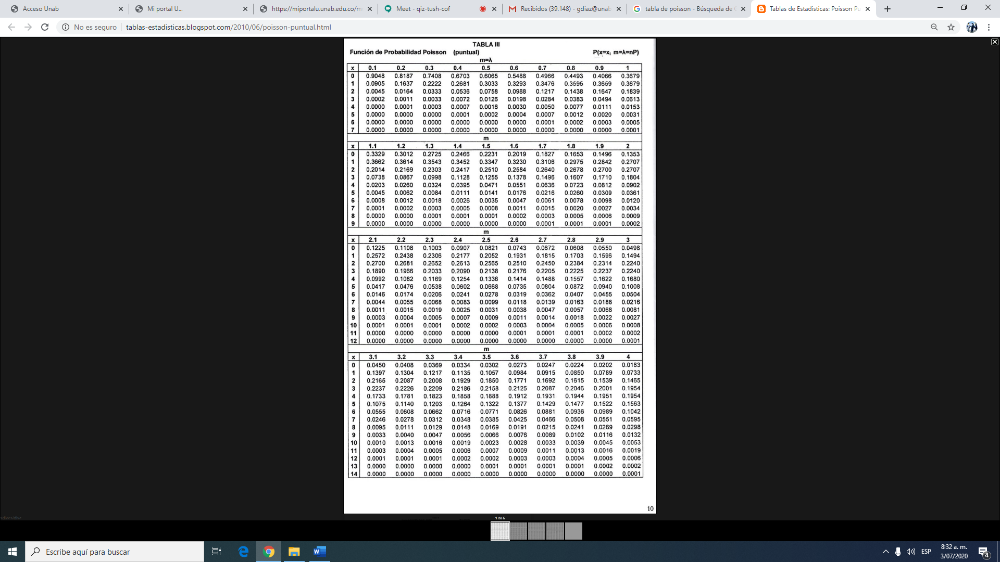 Acceso Unab
Mi portal U...
https://miportalu.unab.edu.co/m
Meet - qiz-tush-cof
Recibidos (39.148) - gdiaz@unab
tabla de poisson - Búsqueda de
Tablas de Estadisticas: Poisson Pu
No es seguro | tablas-estadisticas.blogspot.com/2010/06/poisson-puntual.html
TABLA III
Función de Probabilidad Poisson (puntual) P(x=xᵢ m=λ=nP)
m=λ
x 0.1 0.2 0.3 0.4 0.5 0.6 0.7 0.8 0.9 1
0 0.9048 0.8187 0.7408 0.6703 0.6065 0.5488 0.4966 0.4493 0.4066 0.3679
1 0.0905 0.1637 0.2222 0.2681 0.3033 0.3293 0.3476 0.3595 0.3659 0.3679
2 0.0045 0.0164 0.0333 0.0536 0.0758 0.0988 0.1217 0.1438 0.1647 0.1839
3 0.0002 0.0011 0.0033 0.0072 0.0126 0.0198 0.0284 0.0383 0.0494 0.0613
4 0.0000 0.0001 0.0003 0.0007 0.0016 0.0030 0.0050 0.0077 0.0111 0.0153
5 0.0000 0.0000 0.0000 0.0001 0.0002 0.0004 0.0007 0.0012 0.0020 0.0031
6 0.0000 0.0000 0.0000 0.0000 0.0000 0.0000 0.0001 0.0002 0.0003 0.0005
7 0.0000 0.0000 0.0000 0.0000 0.0000 0.0000 0.0000 0.0000 0.0000 0.0001
m
x 1.1 1.2 1.3 1.4 1.5 1.6 1.7 1.8 1.9 2
0 0.3329 0.3012 0.2725 0.2466 0.2231 0.2019 0.1827 0.1653 0.1496 0.1353
1 0.3662 0.3614 0.3543 0.3452 0.3347 0.3230 0.3106 0.2975 0.2842 0.2707
2 0.2014 0.2169 0.2303 0.2417 0.2510 0.2584 0.2640 0.2678 0.2700 0.2707
3 0.0738 0.0867 0.0998 0.1128 0.1255 0.1378 0.1496 0.1607 0.1710 0.1804
4 0.0203 0.0260 0.0324 0.0395 0.0471 0.0551 0.0636 0.0723 0.0812 0.0902
5 0.0045 0.0062 0.0084 0.0111 0.0141 0.0176 0.0216 0.0260 0.0309 0.0361
6 0.0008 0.0012 0.0018 0.0026 0.0035 0.0047 0.0061 0.0078 0.0098 0.0120
7 0.0001 0.0002 0.0003 0.0005 0.0008 0.0011 0.0015 0.0020 0.0027 0.0034
8 0.0000 0.0000 0.0001 0.0001 0.0001 0.0002 0.0003 0.0005 0.0006 0.0009
9 0.0000 0.0000 0.0000 0.0000 0.0000 0.0000 0.0001 0.0001 0.0001 0.0002
m
x 2.1 2.2 2.3 2.4 2.5 2.6 2.7 2.8 2.9 3
0 0.1225 0.1108 0.1003 0.0907 0.0821 0.0743 0.0672 0.0608 0.0550 0.0498
1 0.2572 0.2438 0.2306 0.2177 0.2052 0.1931 0.1815 0.1703 0.1596 0.1494
2 0.2700 0.2681 0.2652 0.2613 0.2565 0.2510 0.2450 0.2384 0.2314 0.2240
3 0.1890 0.1966 0.2033 0.2090 0.2138 0.2176 0.2205 0.2225 0.2237 0.2240
4 0.0992 0.1082 0.1169 0.1254 0.1336 0.1414 0.1488 0.1557 0.1622 0.1680
5 0.0417 0.0476 0.0538 0.0602 0.0668 0.0735 0.0804 0.0872 0.0940 0.1008
6 0.0146 0.0174 0.0206 0.0241 0.0278 0.0319 0.0362 0.0407 0.0455 0.0504
7 0.0044 0.0055 0.0068 0.0083 0.0099 0.0118 0.0139 0.0163 0.0188 0.0216
8 0.0011 0.0015 0.0019 0.0025 0.0031 0.0038 0.0047 0.0057 0.0068 0.0081
9 0.0003 0.0004 0.0005 0.0007 0.0009 0.0011 0.0014 0.0018 0.0022 0.0027
10 0.0001 0.0001 0.0001 0.0002 0.0002 0.0003 0.0004 0.0005 0.0006 0.0008
11 0.0000 0.0000 0.0000 0.0000 0.0000 0.0001 0.0001 0.0001 0.0002 0.0002
12 0.0000 0.0000 0.0000 0.0000 0.0000 0.0000 0.0000 0.0000 0.0000 0.0001
m
x 3.1 3.2 3.3 3.4 3.5 3.6 3.7 3.8 3.9 4
0 0.0450 0.0408 0.0369 0.0334 0.0302 0.0273 0.0247 0.0224 0.0202 0.0183
1 0.1397 0.1304 0.1217 0.1135 0.1057 0.0984 0.0915 0.0850 0.0789 0.0733
2 0.2165 0.2087 0.2008 0.1929 0.1850 0.1771 0.1692 0.1615 0.1539 0.1465
3 0.2237 0.2226 0.2209 0.2186 0.2158 0.2125 0.2087 0.2046 0.2001 0.1954
4 0.1733 0.1781 0.1823 0.1858 0.1888 0.1912 0.1931 0.1944 0.1951 0.1954
5 0.1075 0.1140 0.1203 0.1264 0.1322 0.1377 0.1429 0.1477 0.1522 0.1563
6 0.0555 0.0608 0.0662 0.0716 0.0771 0.0826 0.0881 0.0936 0.0989 0.1042
7 0.0246 0.0278 0.0312 0.0348 0.0385 0.0425 0.0466 0.0508 0.0551 0.0595
8 0.0095 0.0111 0.0129 0.0148 0.0169 0.0191 0.0215 0.0241 0.0269 0.0298
9 0.0033 0.0040 0.0047 0.0056 0.0066 0.0076 0.0089 0.0102 0.0116 0.0132
10 0.0010 0.0013 0.0016 0.0019 0.0023 0.0028 0.0033 0.0039 0.0045 0.0053
11 0.0003 0.0004 0.0005 0.0006 0.0007 0.0009 0.0011 0.0013 0.0016 0.0019
12 0.0001 0.0001 0.0001 0.0002 0.0002 0.0003 0.0003 0.0004 0.0005 0.0006
13 0.0000 0.0000 0.0000 0.0000 0.0001 0.0001 0.0001 0.0001 0.0002 0.0002
14 0.0000 0.0000 0.0000 0.0000 0.0000 0.0000 0.0000 0.0000 0.0000 0.0001
10
1 de 5
Escribe aquí para buscar
ESP
8:32 a. m.
3/07/2020
4